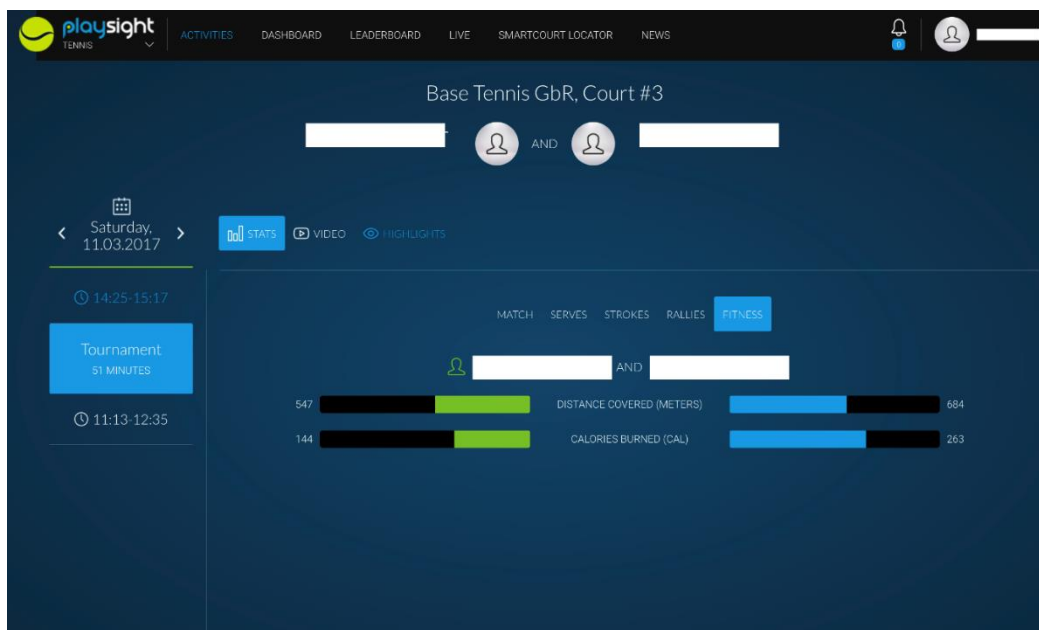 playsight
TENNIS
ACTIVITIES DASHBOARD LEADERBOARD LIVE SMARTCOURT LOCATOR NEWS
0
Base Tennis GbR, Court #3
AND
Saturday,
11.03.2017
STATS VIDEO HIGHLIGHTS
14:25-15:17
Tournament
51 MINUTES
11:13-12:35
MATCH SERVES STROKES RALLIES FITNESS
AND
547 DISTANCE COVERED (METERS) 684
144 CALORIES BURNED (CAL) 263